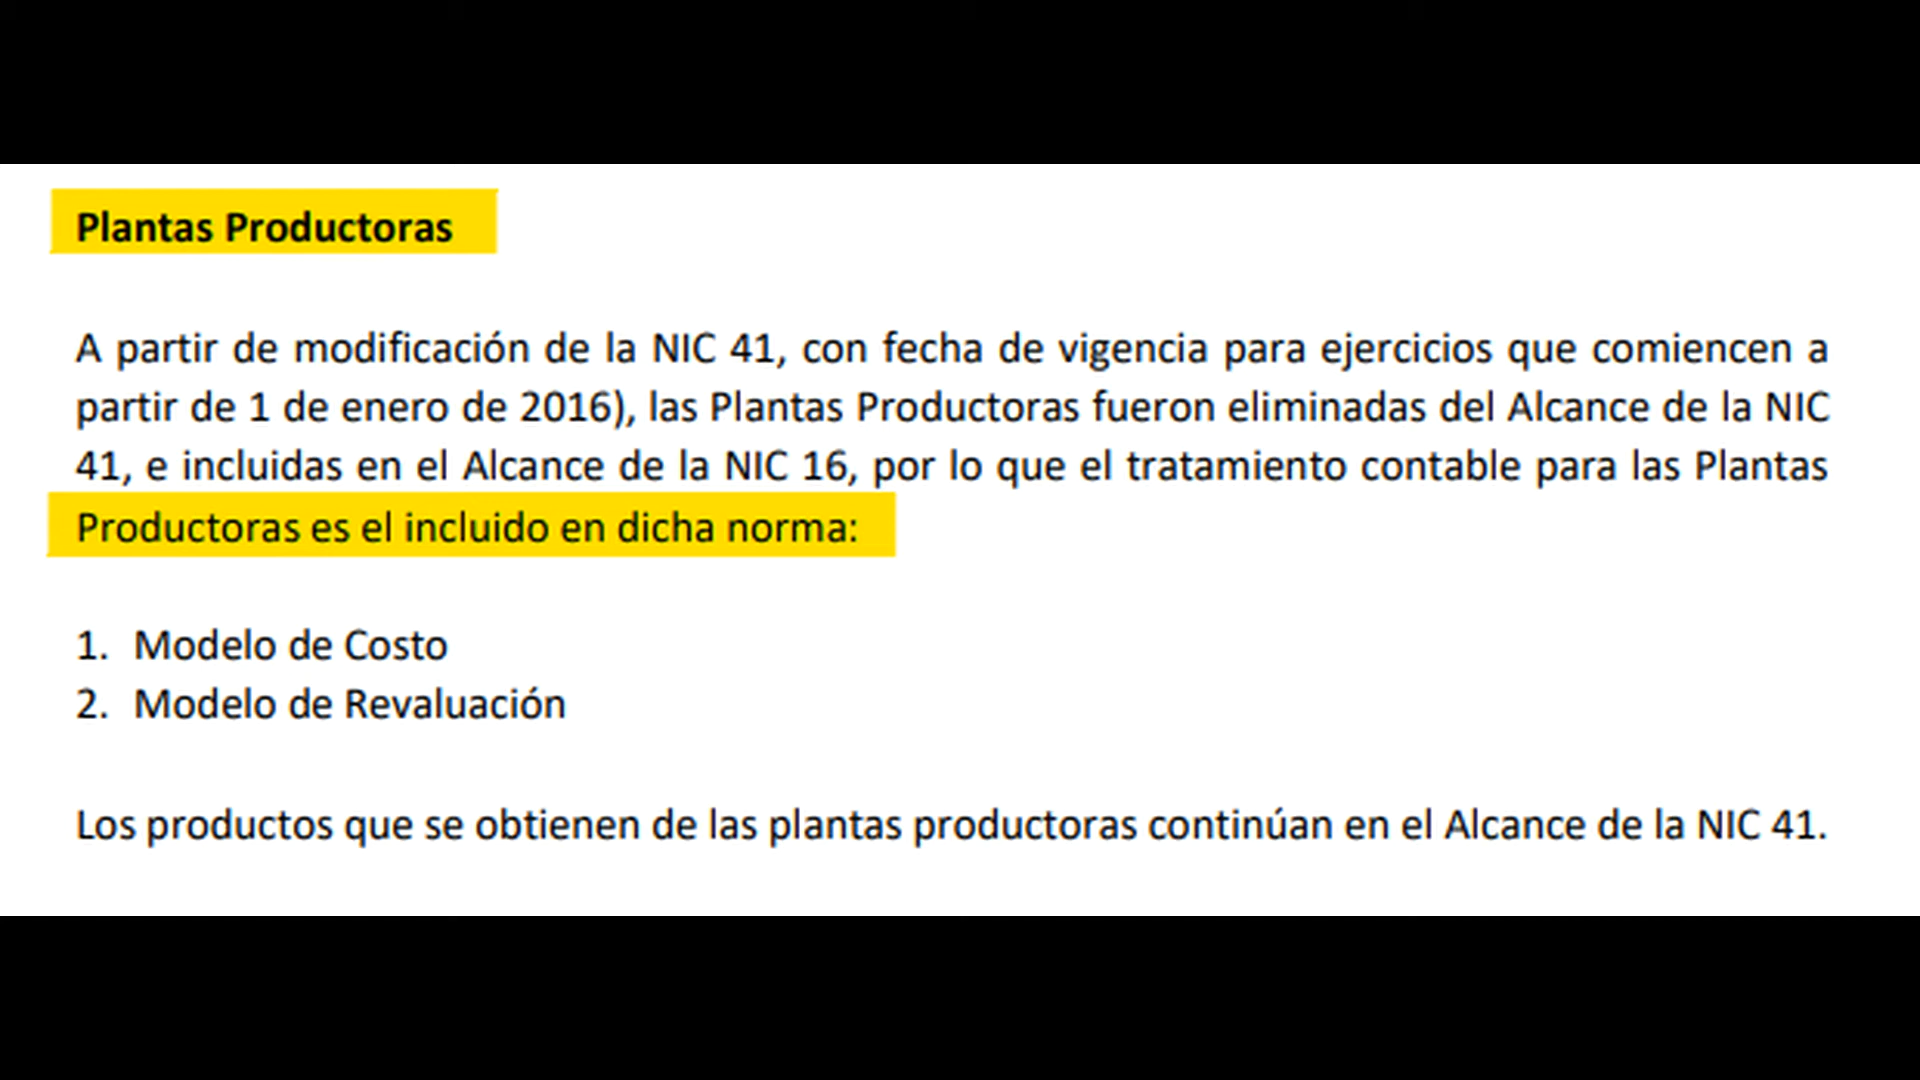 Plantas Productoras
A partir de modificación de la NIC 41, con fecha de vigencia para ejercicios que comiencen a
partir de 1 de enero de 2016), las Plantas Productoras fueron eliminadas del Alcance de la NIC
41, e incluidas en el Alcance de la NIC 16, por lo que el tratamiento contable para las Plantas
Productoras es el incluido en dicha norma:
1. Modelo de Costo
2. Modelo de Revaluación
Los productos que se obtienen de las plantas productoras continúan en el Alcance de la NIC 41.